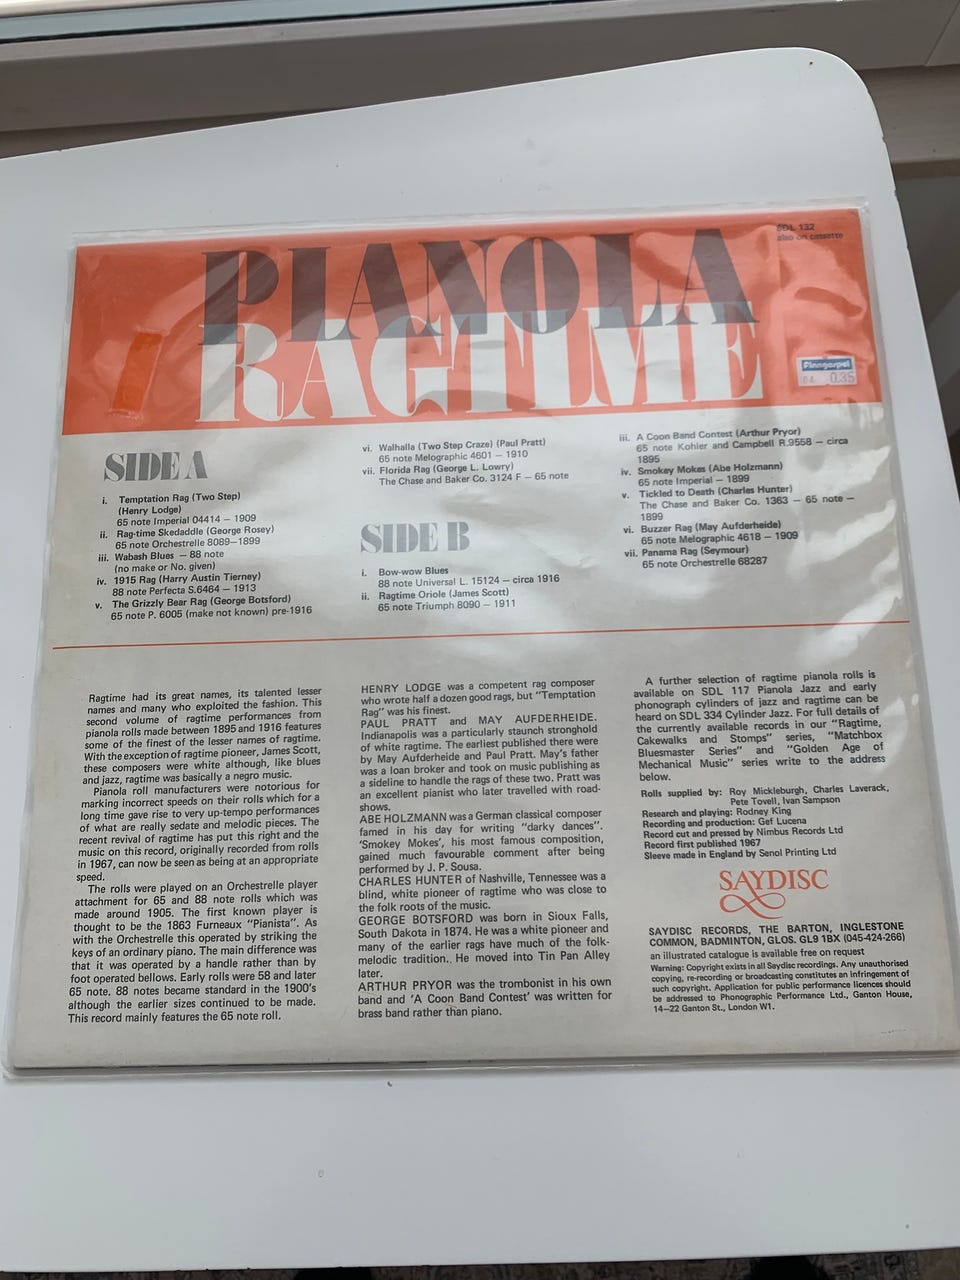 SDL 132
also on cassette
PIANOLA
RAGTIME
04 0.35
SIDE A
i. Temptation Rag (Two Step)
(Henry Lodge)
65 note Imperial 04414 — 1909
ii. Rag-time Skedaddle (George Rosey)
65 note Orchestrelle 8089–1899
iii. Wabash Blues — 88 note
(no make or No. given)
iv. 1915 Rag (Harry Austin Tierney)
88 note Perfecta S.6464 — 1913
v. The Grizzly Bear Rag (George Botsford)
65 note P. 6005 (make not known) pre-1916
vi. Walhalla (Two Step Craze) (Paul Pratt)
65 note Melographic 4601 — 1910
vii. Florida Rag (George L. Lowry)
The Chase and Baker Co. 3124 F — 65 note
SIDE B
i. Bow-wow Blues
88 note Universal L. 15124 — circa 1916
ii. Ragtime Oriole (James Scott)
65 note Triumph 8090 — 1911
iii. A Coon Band Contest (Arthur Pryor)
65 note Kohler and Campbell R.9558 — circa
1895
iv. Smokey Mokes (Abe Holzmann)
65 note Imperial — 1899
v. Tickled to Death (Charles Hunter)
The Chase and Baker Co. 1363 — 65 note —
1899
vi. Buzzer Rag (May Aufderheide)
65 note Melographic 4618 — 1909
vii. Panama Rag (Seymour)
65 note Orchestrelle 68287
Ragtime had its great names, its talented lesser
names and many who exploited the fashion. This
second volume of ragtime performances from
pianola rolls made between 1895 and 1916 features
some of the finest of the lesser names of ragtime.
With the exception of ragtime pioneer, James Scott,
these composers were white although, like blues
and jazz, ragtime was basically a negro music.
Pianola roll manufacturers were notorious for
marking incorrect speeds on their rolls which for a
long time gave rise to very up-tempo performances
of what are really sedate and melodic pieces. The
recent revival of ragtime has put this right and the
music on this record, originally recorded from rolls
in 1967, can now be seen as being at an appropriate
speed.
The rolls were played on an Orchestrelle player
attachment for 65 and 88 note rolls which was
made around 1905. The first known player is
thought to be the 1863 Furneaux "Pianista". As
with the Orchestrelle this operated by striking the
keys of an ordinary piano. The main difference was
that it was operated by a handle rather than by
foot operated bellows. Early rolls were 58 and later
65 note. 88 notes became standard in the 1900's
although the earlier sizes continued to be made.
This record mainly features the 65 note roll.
HENRY LODGE was a competent rag composer
who wrote half a dozen good rags, but "Temptation
Rag" was his finest.
PAUL PRATT and MAY AUFDERHEIDE.
Indianapolis was a particularly staunch stronghold
of white ragtime. The earliest published there were
by May Aufderheide and Paul Pratt. May's father
was a loan broker and took on music publishing as
a sideline to handle the rags of these two. Pratt was
an excellent pianist who later travelled with road-
shows.
ABE HOLZMANN was a German classical composer
famed in his day for writing "darky dances".
'Smokey Mokes', his most famous composition,
gained much favourable comment after being
performed by J. P. Sousa.
CHARLES HUNTER of Nashville, Tennessee was a
blind, white pioneer of ragtime who was close to
the folk roots of the music.
GEORGE BOTSFORD was born in Sioux Falls,
South Dakota in 1874. He was a white pioneer and
many of the earlier rags have much of the folk-
melodic tradition. He moved into Tin Pan Alley
later.
ARTHUR PRYOR was the trombonist in his own
band and 'A Coon Band Contest' was written for
brass band rather than piano.
A further selection of ragtime pianola rolls is
available on SDL 117 Pianola Jazz and early
phonograph cylinders of jazz and ragtime can be
heard on SDL 334 Cylinder Jazz. For full details of
the currently available records in our "Ragtime,
Cakewalks and Stomps" series, "Matchbox
Bluesmaster Series" and "Golden Age of
Mechanical Music" series write to the address
below.
Rolls supplied by: Roy Mickleburgh, Charles Laverack,
Pete Tovell, Ivan Sampson
Research and playing: Rodney King
Recording and production: Gef Lucena
Record cut and pressed by Nimbus Records Ltd
Record first published 1967
Sleeve made in England by Senol Printing Ltd
SAYDISC
SAYDISC RECORDS, THE BARTON, INGLESTONE
COMMON, BADMINTON, GLOS. GL9 1BX (045-424-266)
an illustrated catalogue is available free on request
Warning: Copyright exists in all Saydisc recordings. Any unauthorised
copying, re-recording or broadcasting constitutes an infringement of
such copyright. Application for public performance licences should
be addressed to Phonographic Performance Ltd., Ganton House,
14–22 Ganton St., London W1.